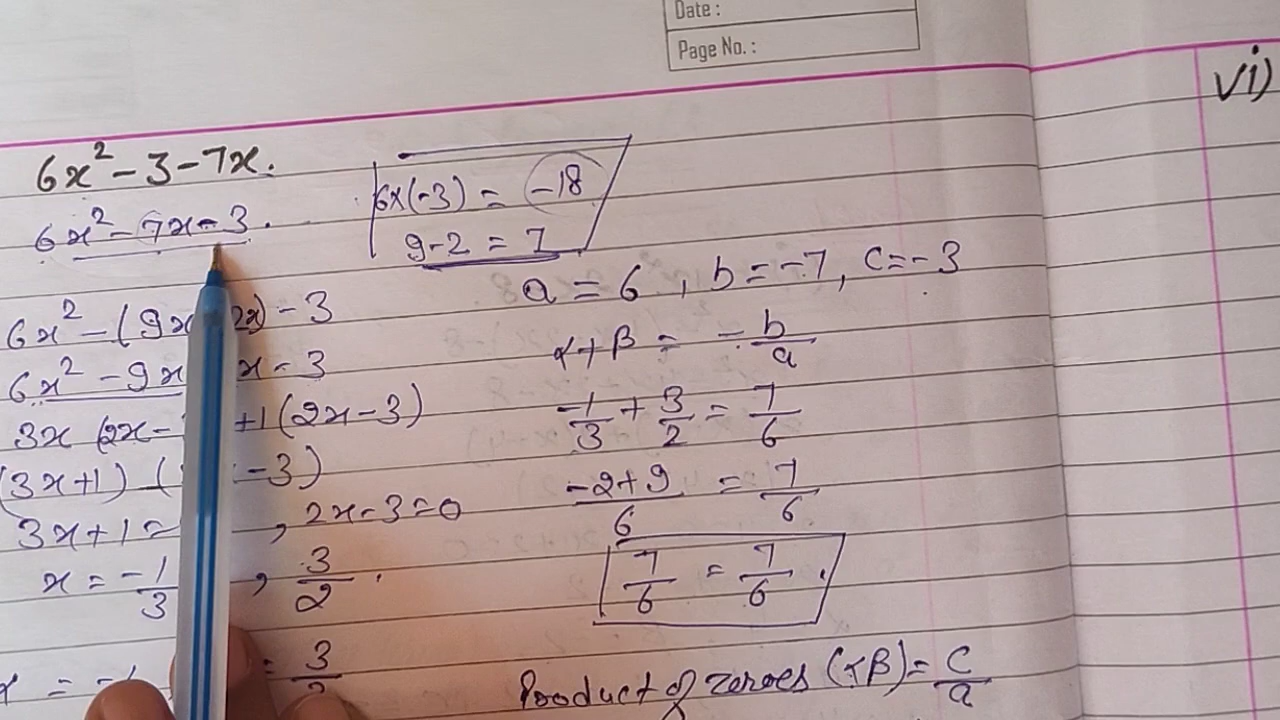 Date :
Page No. :
vi)
6x² - 3 - 7x.
6x² - 7x - 3.
6x(-3) = -18
9 - 2 = 7
a = 6, b = -7, c = -3
6x² - (9x 2x) - 3
6x² - 9x x - 3
3x (2x - +1(2x - 3)
(3x+1) ( - 3)
3x + 1 = , 2x - 3 = 0
x = -1/3 , 3/2.
= 3
α + β = -b/a
-1/3 + 3/2 = 7/6
-2+9/6 = 7/6
7/6 = 7/6.
Product of zeroes (αβ) = c/a